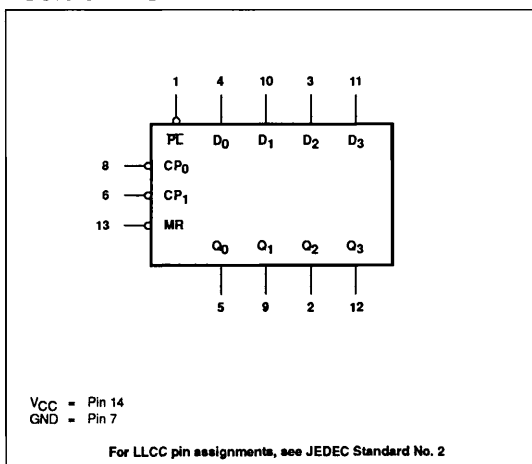 1 4 10 3 11
PL D0 D1 D2 D3
8 CP0
6 CP1
13 MR
Q0 Q1 Q2 Q3
5 9 2 12
VCC = Pin 14
GND = Pin 7
For LLCC pin assignments, see JEDEC Standard No. 2